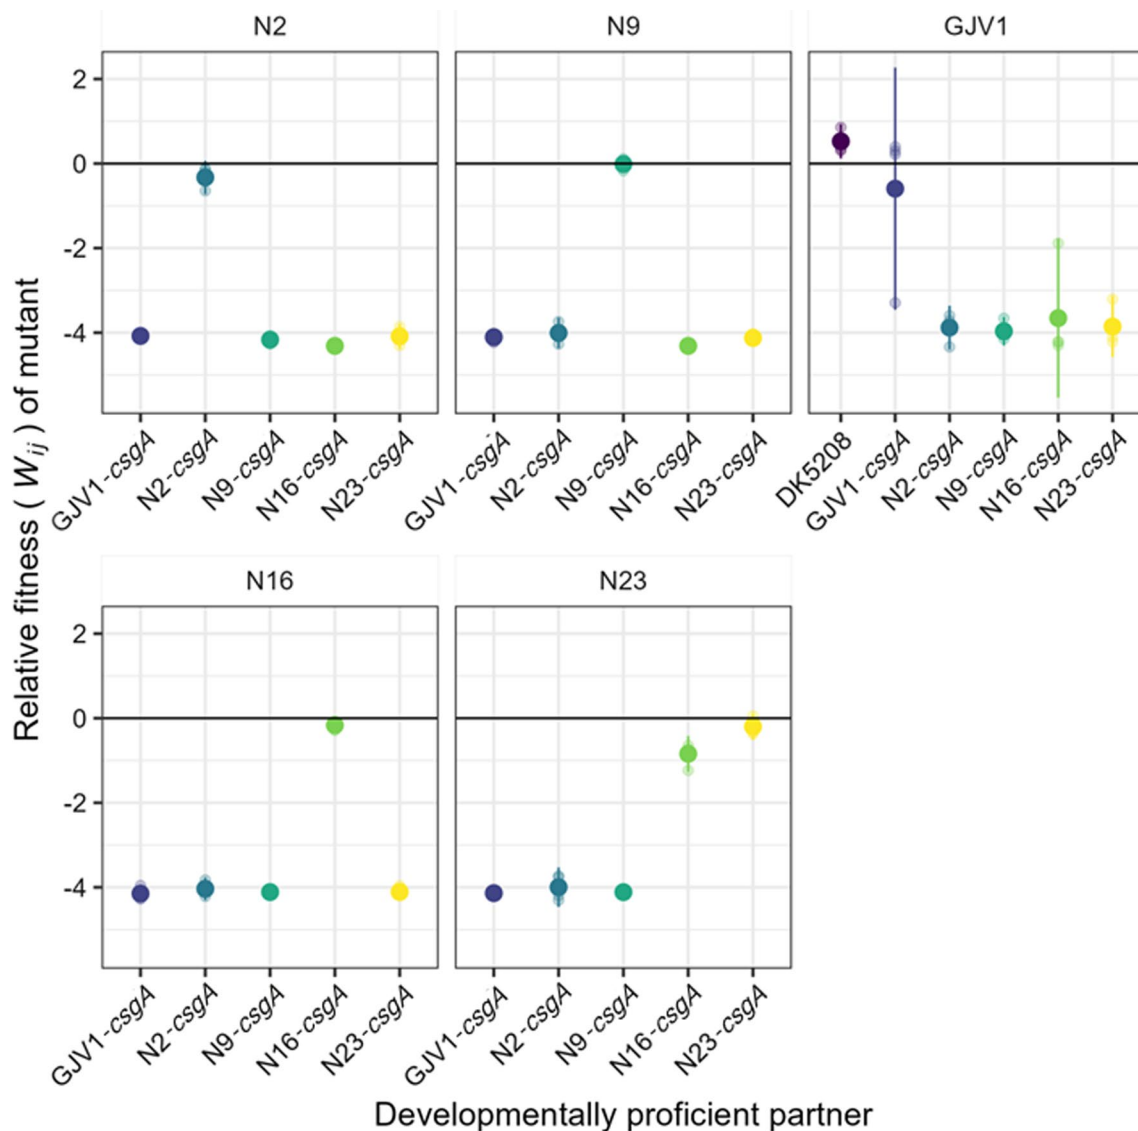 N2
N9
GJV1
2
0
-2
-4
GJV1-csgA
N2-csgA
N9-csgA
N16-csgA
N23-csgA
GJV1-csgA
N2-csgA
N9-csgA
N16-csgA
N23-csgA
DK5208
GJV1-csgA
N2-csgA
N9-csgA
N16-csgA
N23-csgA
Relative fitness ( Wij ) of mutant
N16
N23
2
0
-2
-4
GJV1-csgA
N2-csgA
N9-csgA
N16-csgA
N23-csgA
GJV1-csgA
N2-csgA
N9-csgA
N16-csgA
N23-csgA
Developmentally proficient partner